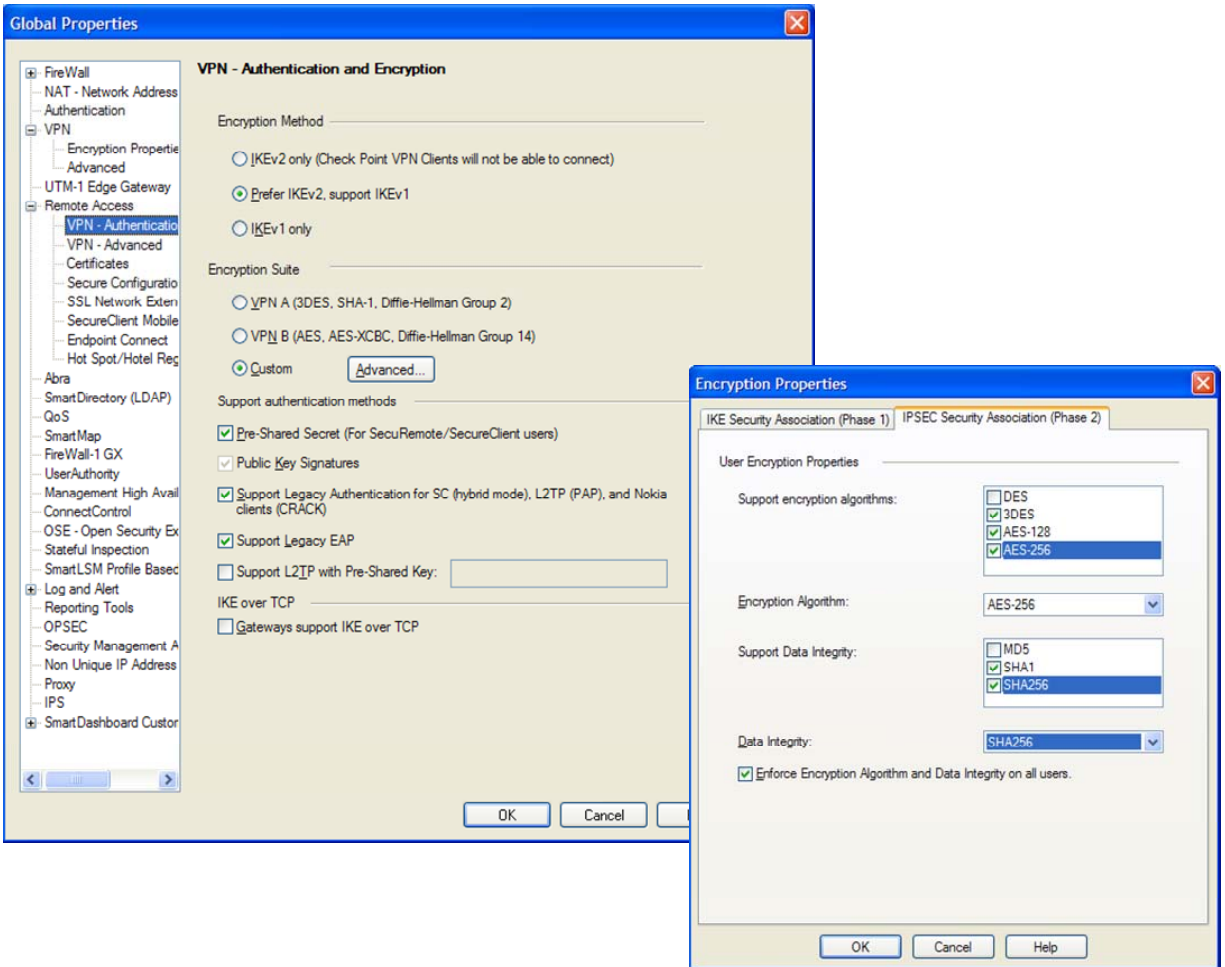 Global Properties
FireWall
NAT - Network Address
Authentication
VPN
Encryption Propertie
Advanced
UTM-1 Edge Gateway
Remote Access
VPN - Authenticatio
VPN - Advanced
Certificates
Secure Configuratio
SSL Network Exten
SecureClient Mobile
Endpoint Connect
Hot Spot/Hotel Reg
Abra
SmartDirectory (LDAP)
QoS
SmartMap
FireWall-1 GX
UserAuthority
Management High Avail
ConnectControl
OSE - Open Security Ex
Stateful Inspection
SmartLSM Profile Based
Log and Alert
Reporting Tools
OPSEC
Security Management A
Non Unique IP Address
Proxy
IPS
SmartDashboard Custor
VPN - Authentication and Encryption
Encryption Method
IKEv2 only (Check Point VPN Clients will not be able to connect)
Prefer IKEv2, support IKEv1
IKEv1 only
Encryption Suite
VPN A (3DES, SHA-1, Diffie-Hellman Group 2)
VPN B (AES, AES-XCBC, Diffie-Hellman Group 14)
Custom Advanced...
Support authentication methods
Pre-Shared Secret (For SecuRemote/SecureClient users)
Public Key Signatures
Support Legacy Authentication for SC (hybrid mode), L2TP (PAP), and Nokia
clients (CRACK)
Support Legacy EAP
Support L2TP with Pre-Shared Key:
IKE over TCP
Gateways support IKE over TCP
OK Cancel
Encryption Properties
IKE Security Association (Phase 1) IPSEC Security Association (Phase 2)
User Encryption Properties
Support encryption algorithms: DES
3DES
AES-128
AES-256
Encryption Algorithm: AES-256
Support Data Integrity: MD5
SHA1
SHA256
Data Integrity: SHA256
Enforce Encryption Algorithm and Data Integrity on all users.
OK Cancel Help